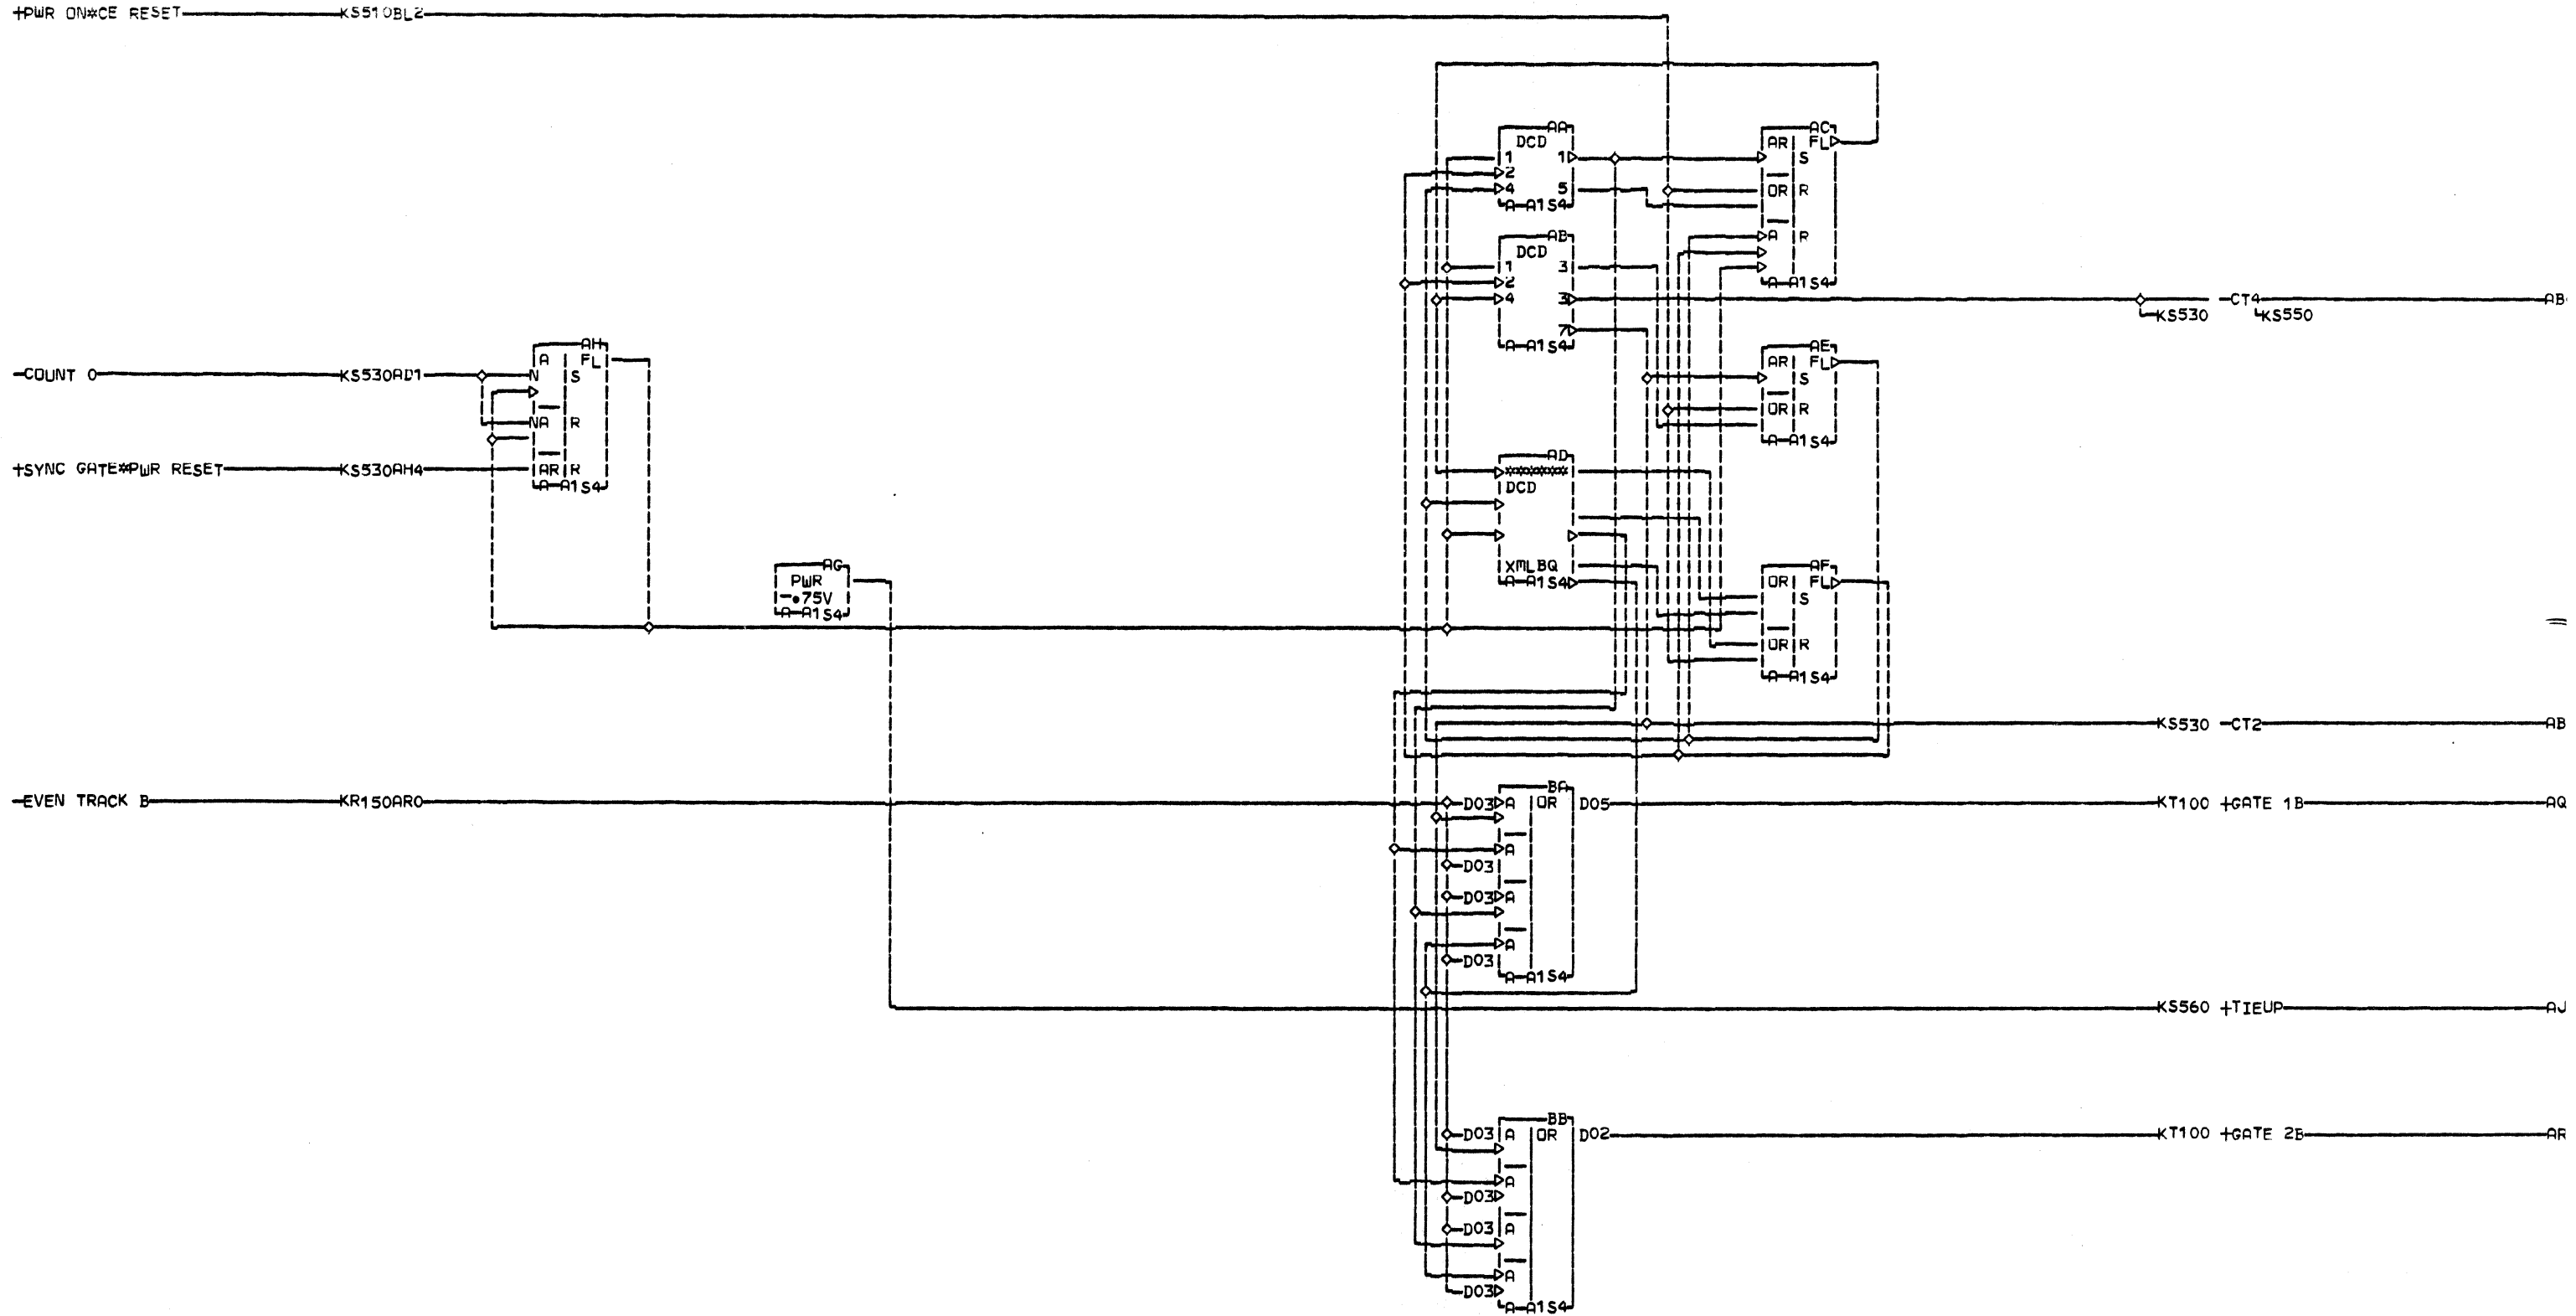 +PWR ON*CE RESET KS510BL2
AA
DCD
1 1
2
4 5
A-A1S4
AC
AR FL
S
OR R
A R
A-A1S4
AB
DCD
1 3
2
4 3
7
A-A1S4
-CT4 AB
KS530 KS550
AH
A FL
-COUNT 0 KS530AD1 N S
NA R
+SYNC GATE*PWR RESET KS530AH4 AR R
A-A1S4
AE
AR FL
S
OR R
A-A1S4
AD
*******
DCD
XMLBQ
A-A1S4
AG
PWR
-.75V
A-A1S4
AF
OR FL
S
OR R
A-A1S4
KS530 -CT2 AB
BA
-EVEN TRACK B KR150AR0 D03 A OR D05 KT100 +GATE 1B AQ
A
D03
D03 A
A
D03
A-A1S4
KS560 +TIEUP AJ
BB
D03 A OR D02 KT100 +GATE 2B AR
A
D03
D03 A
A
D03
A-A1S4